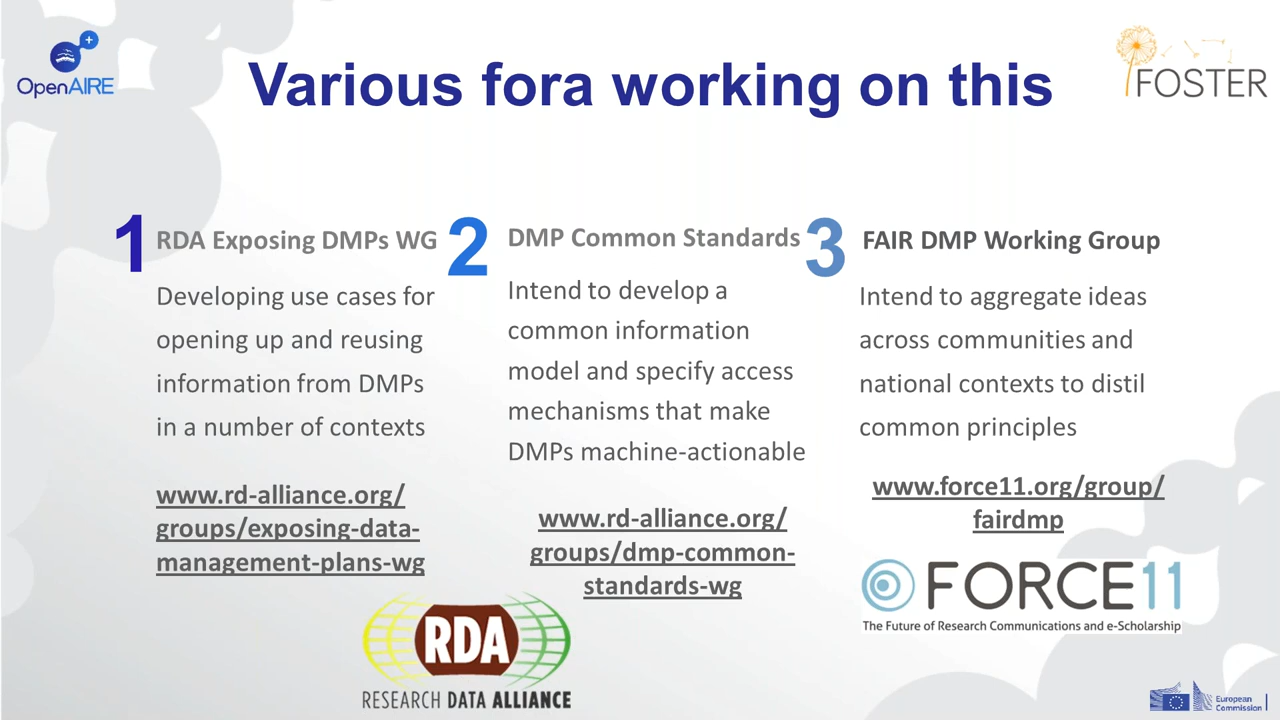 OpenAIRE
Various fora working on this
FOSTER
1
RDA Exposing DMPs WG
Developing use cases for
opening up and reusing
information from DMPs
in a number of contexts
www.rd-alliance.org/
groups/exposing-data-
management-plans-wg
2
DMP Common Standards
Intend to develop a
common information
model and specify access
mechanisms that make
DMPs machine-actionable
www.rd-alliance.org/
groups/dmp-common-
standards-wg
RDA
RESEARCH DATA ALLIANCE
3
FAIR DMP Working Group
Intend to aggregate ideas
across communities and
national contexts to distil
common principles
www.force11.org/group/
fairdmp
FORCE11
The Future of Research Communications and e-Scholarship
European
Commission